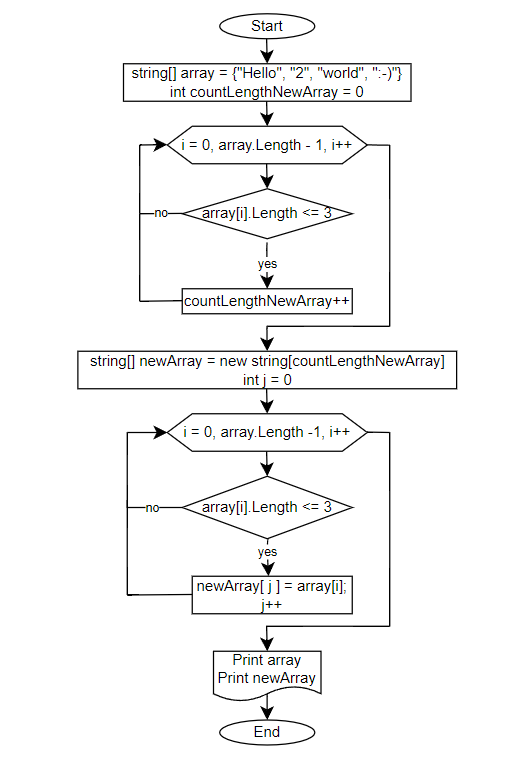 Start
string[] array = {"Hello", "2", "world", ":-)"}
int countLengthNewArray = 0
i = 0, array.Length - 1, i++
array[i].Length <= 3
no
yes
countLengthNewArray++
string[] newArray = new string[countLengthNewArray]
int j = 0
i = 0, array.Length -1, i++
array[i].Length <= 3
no
yes
newArray[ j ] = array[i];
j++
Print array
Print newArray
End